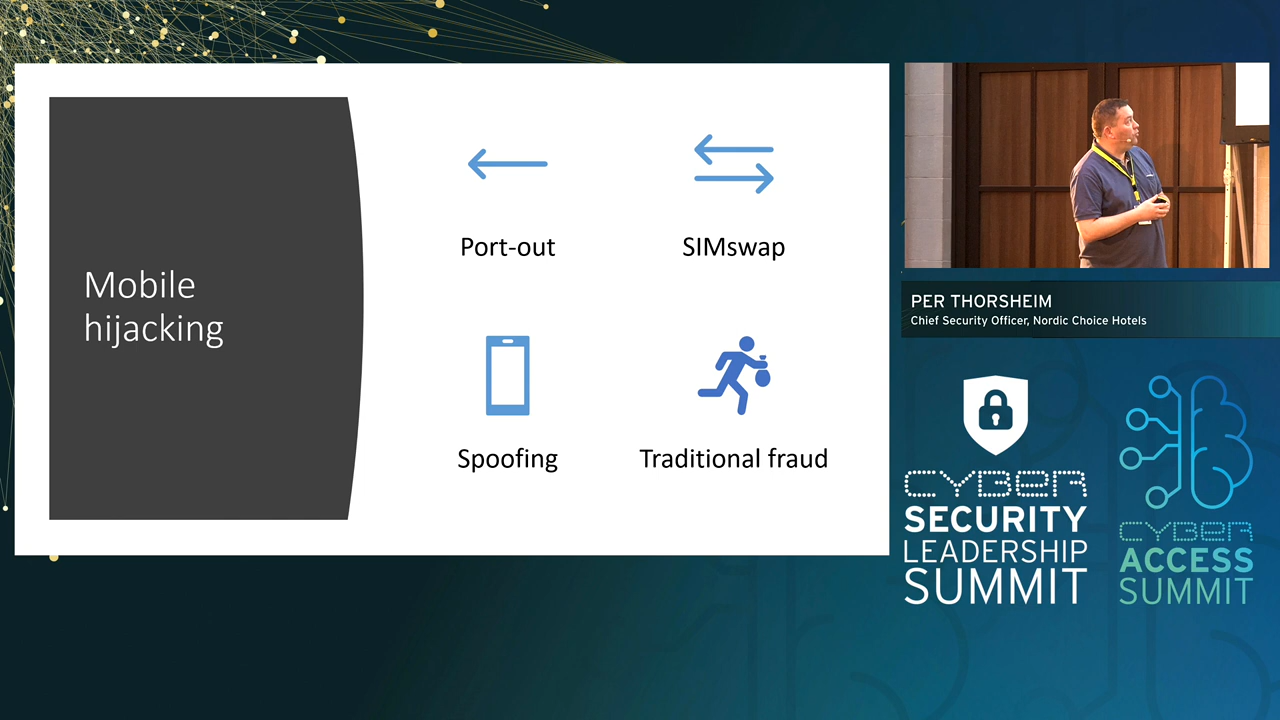 Mobile
hijacking
Port-out
SIMswap
Spoofing
Traditional fraud
PER THORSHEIM
Chief Security Officer, Nordic Choice Hotels
CYBER
SECURITY
LEADERSHIP
SUMMIT
CYBER
ACCESS
SUMMIT